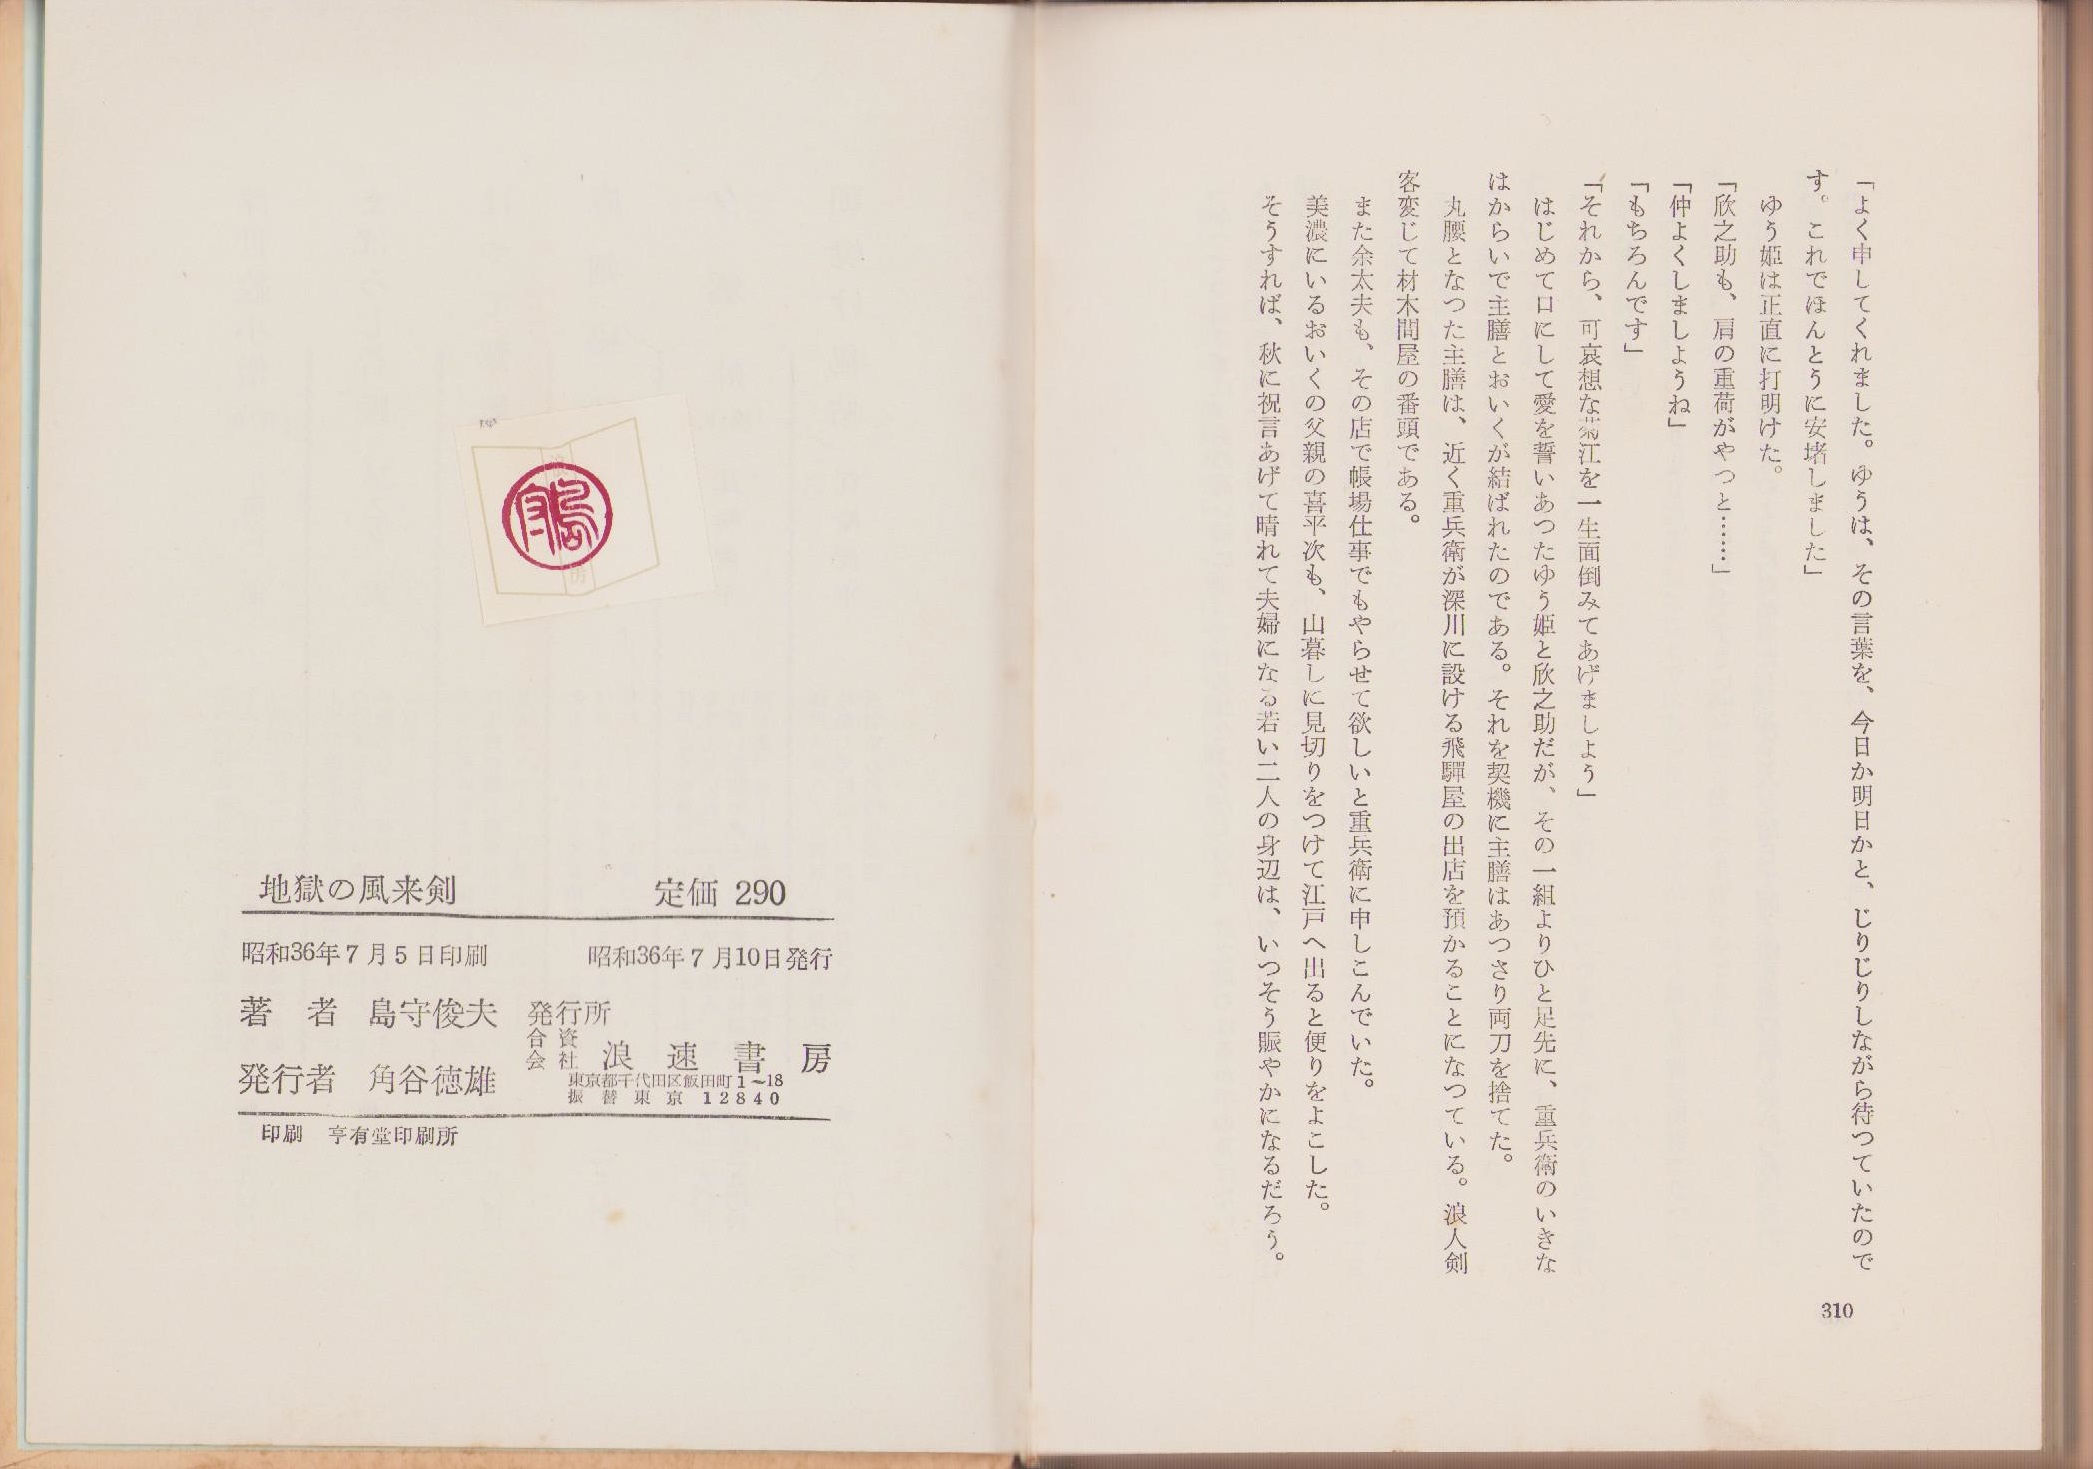 「よく申してくれました。ゆうは、その言葉を、今日か明日かと、じりじりしながら待つていたので
す。これでほんとうに安堵しました」
ゆう姫は正直に打明けた。
「欣之助も、肩の重荷がやつと……」
「仲よくしましようね」
「もちろんです」
「それから、可哀想な菊江を一生面倒みてあげましよう」
はじめて口にして愛を誓いあつたゆう姫と欣之助だが、その一組よりひと足先に、重兵衛のいきな
はからいで主膳とおいくが結ばれたのである。それを契機に主膳はあつさり両刀を捨てた。
丸腰となつた主膳は、近く重兵衛が深川に設ける飛驒屋の出店を預かることになつている。浪人剣
客変じて材木問屋の番頭である。
また余太夫も、その店で帳場仕事でもやらせて欲しいと重兵衛に申しこんでいた。
美濃にいるおいくの父親の喜平次も、山暮しに見切りをつけて江戸へ出ると便りをよこした。
そうすれば、秋に祝言あげて晴れて夫婦になる若い二人の身辺は、いつそう賑やかになるだろう。
310
地獄の風来剣 定価 290
昭和36年7月5日印刷 昭和36年7月10日発行
著者 島守俊夫
発行者 角谷徳雄
発行所
合資会社 浪速書房
東京都千代田区飯田町1～18
振替東京 12840
印刷 亨有堂印刷所